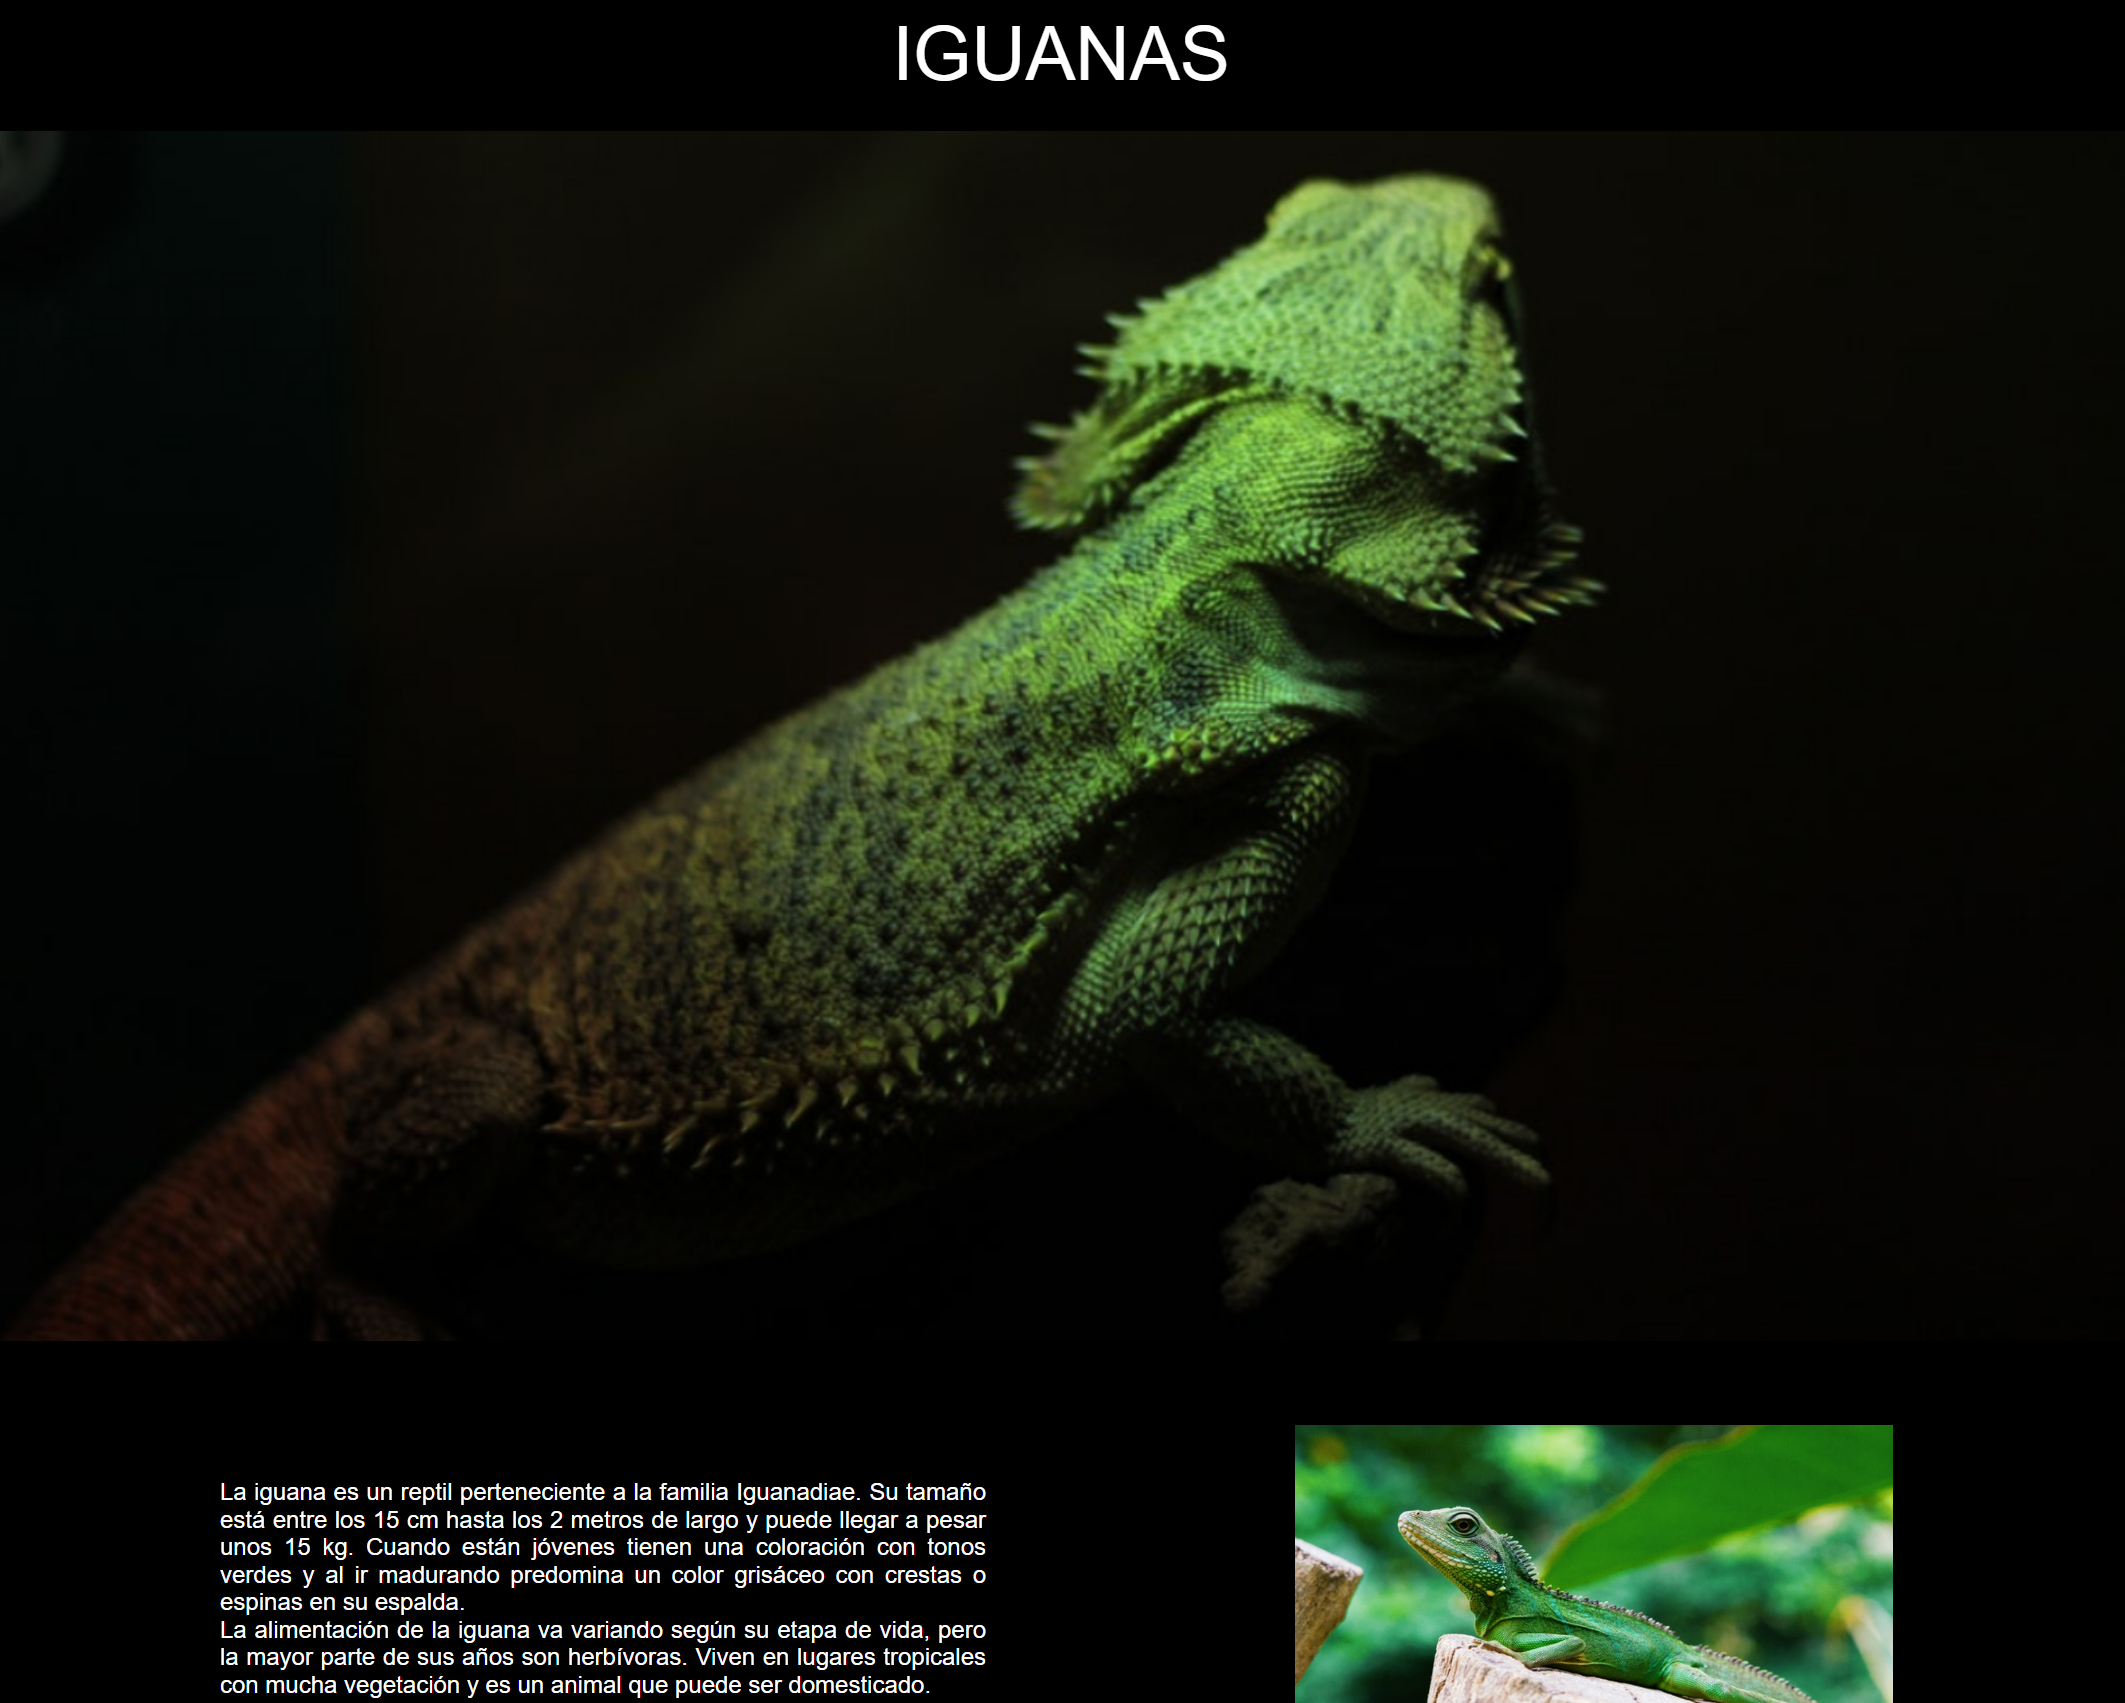 IGUANAS
La iguana es un reptil perteneciente a la familia Iguanadiae. Su tamaño
está entre los 15 cm hasta los 2 metros de largo y puede llegar a pesar
unos 15 kg. Cuando están jóvenes tienen una coloración con tonos
verdes y al ir madurando predomina un color grisáceo con crestas o
espinas en su espalda.
La alimentación de la iguana va variando según su etapa de vida, pero
la mayor parte de sus años son herbívoras. Viven en lugares tropicales
con mucha vegetación y es un animal que puede ser domesticado.